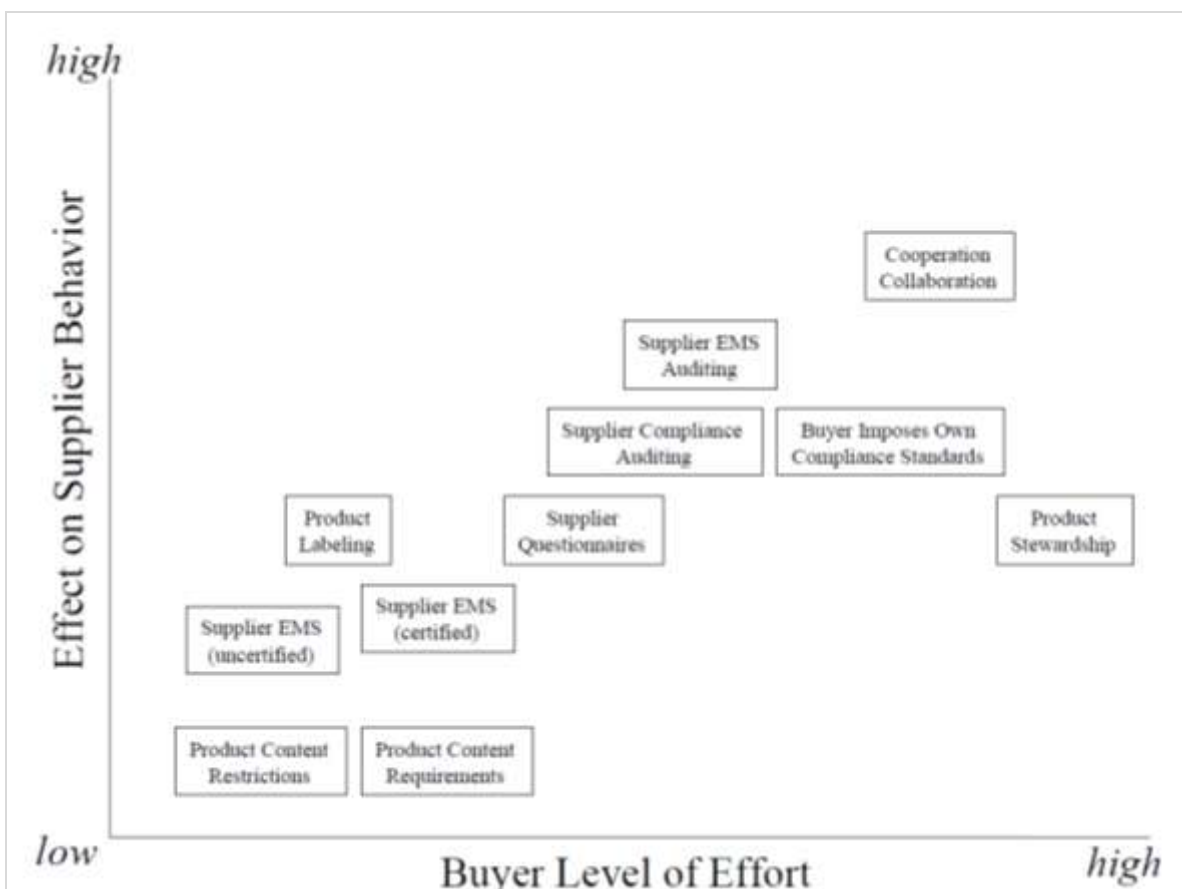 high
Effect on Supplier Behavior
Cooperation
Collaboration
Supplier EMS
Auditing
Supplier Compliance
Auditing
Buyer Imposes Own
Compliance Standards
Product
Labeling
Supplier
Questionnaires
Product
Stewardship
Supplier EMS
(uncertified)
Supplier EMS
(certified)
Product Content
Restrictions
Product Content
Requirements
low
Buyer Level of Effort
high